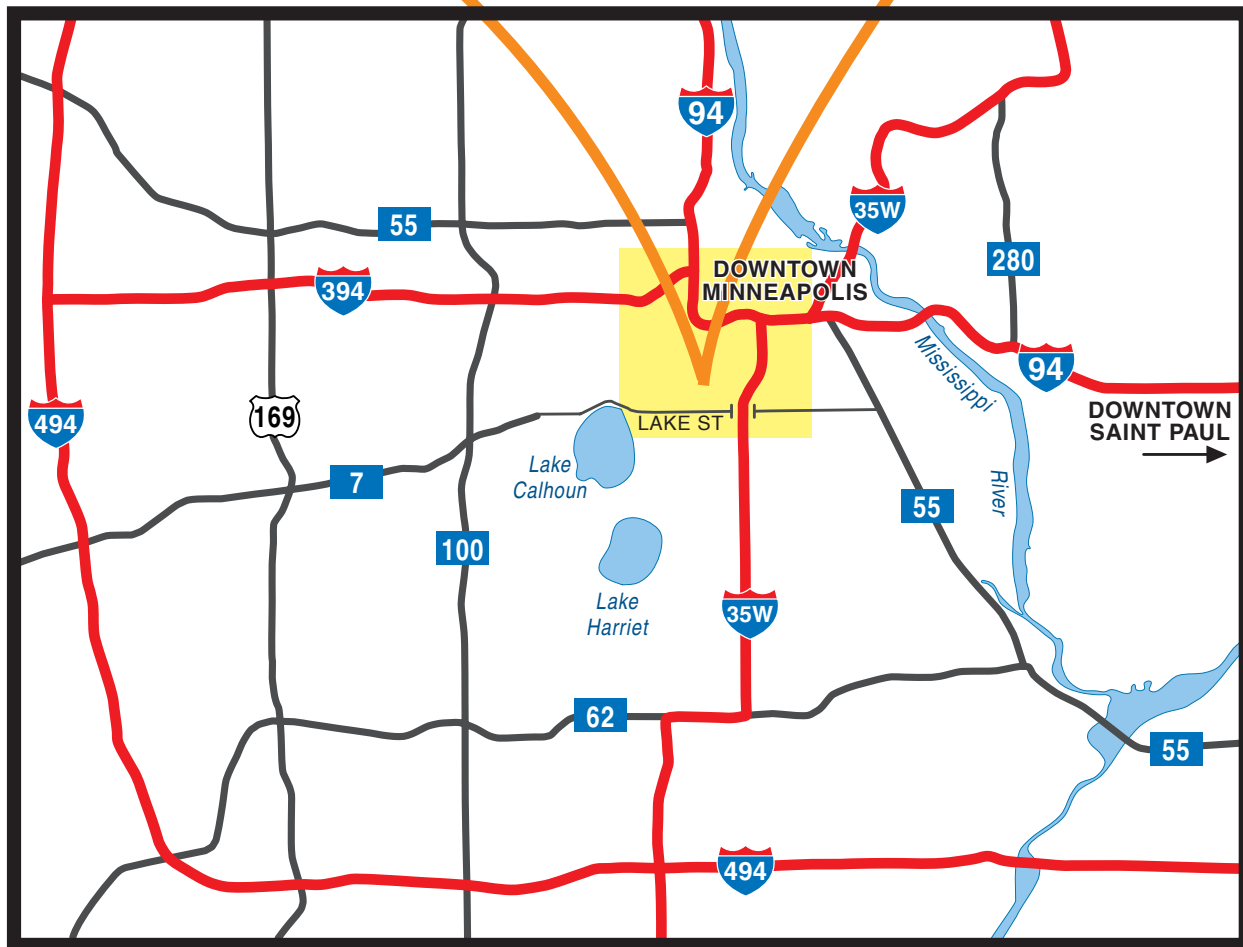 94
35W
55
280
DOWNTOWN
MINNEAPOLIS
394
Mississippi
94
169
494
DOWNTOWN
SAINT PAUL
LAKE ST
Lake
Calhoun
7
River
55
100
Lake
Harriet
35W
62
55
494